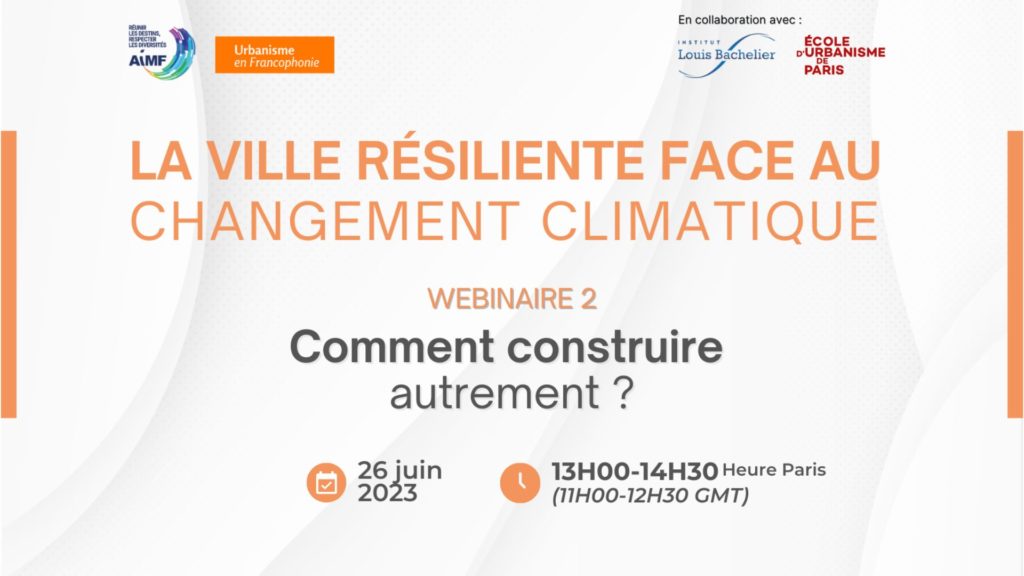 RÉUNIR
LES DESTINS,
RESPECTER
LES DIVERSITÉS
AIMF
Urbanisme
en Francophonie
En collaboration avec :
INSTITUT
Louis Bachelier
ÉCOLE
D'URBANISME
DE
PARIS
LA VILLE RÉSILIENTE FACE AU
CHANGEMENT CLIMATIQUE
WEBINAIRE 2
Comment construire
autrement ?
26 juin
2023
13H00-14H30 Heure Paris
(11H00-12H30 GMT)